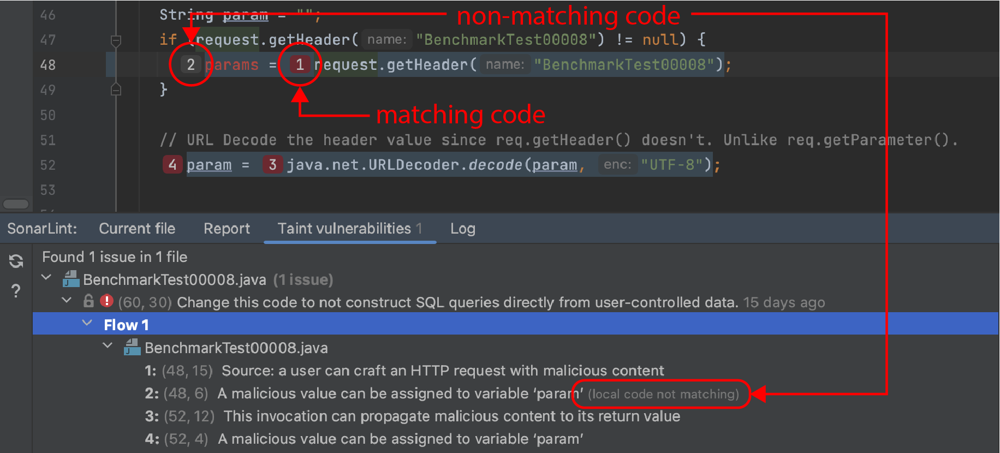 46 String param = "";
non-matching code
47 if (request.getHeader( name: "BenchmarkTest00008") != null) {
48 2 params = 1 request.getHeader( name: "BenchmarkTest00008");
49 }
matching code
50
51 // URL Decode the header value since req.getHeader() doesn't. Unlike req.getParameter().
52 4 param = 3 java.net.URLDecoder.decode(param, enc: "UTF-8");
53
SonarLint: Current file Report Taint vulnerabilities 1 Log
Found 1 issue in 1 file
BenchmarkTest00008.java (1 issue)
(60, 30) Change this code to not construct SQL queries directly from user-controlled data. 15 days ago
Flow 1
BenchmarkTest00008.java
1: (48, 15) Source: a user can craft an HTTP request with malicious content
2: (48, 6) A malicious value can be assigned to variable ‘param’ (local code not matching)
3: (52, 12) This invocation can propagate malicious content to its return value
4: (52, 4) A malicious value can be assigned to variable ‘param’